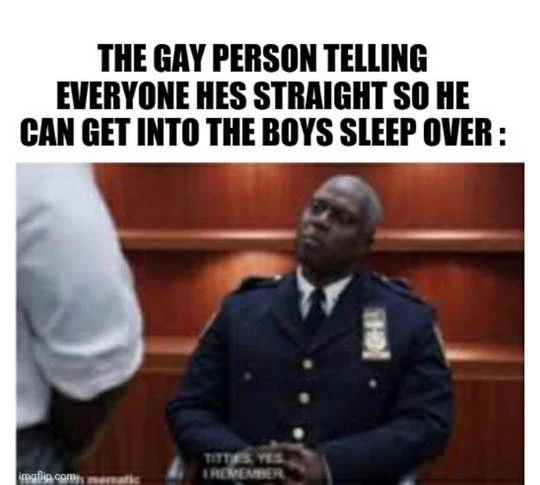 THE GAY PERSON TELLING
EVERYONE HES STRAIGHT SO HE
CAN GET INTO THE BOYS SLEEP OVER :
TITTIES, YES.
I REMEMBER
imgflip.com
mematic